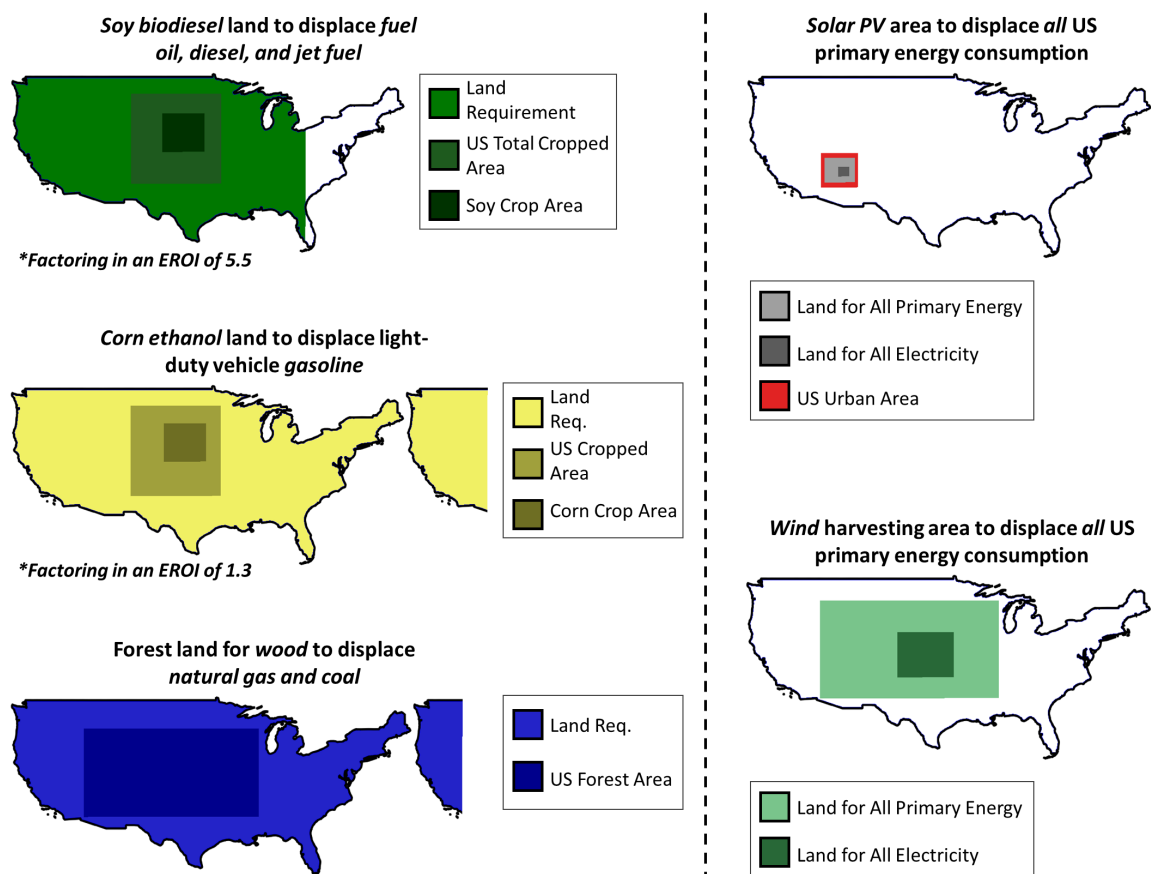 Soy biodiesel land to displace fuel
oil, diesel, and jet fuel
Land
Requirement
US Total Cropped
Area
Soy Crop Area
*Factoring in an EROI of 5.5
Corn ethanol land to displace light-
duty vehicle gasoline
Land
Req.
US Cropped
Area
Corn Crop Area
*Factoring in an EROI of 1.3
Forest land for wood to displace
natural gas and coal
Land Req.
US Forest Area
Solar PV area to displace all US
primary energy consumption
Land for All Primary Energy
Land for All Electricity
US Urban Area
Wind harvesting area to displace all US
primary energy consumption
Land for All Primary Energy
Land for All Electricity